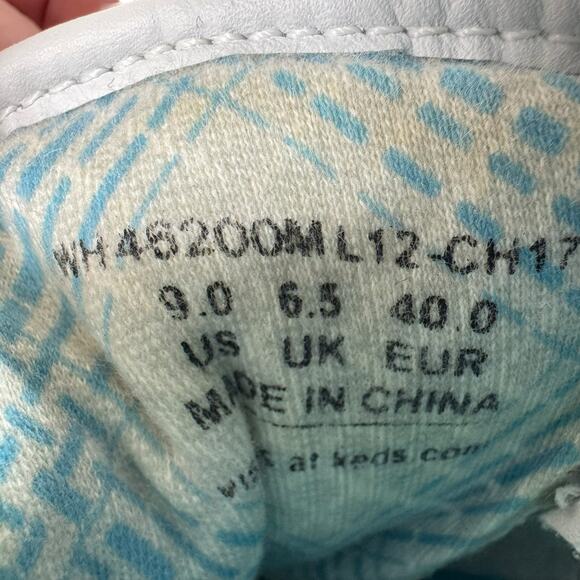 WH46200M L12-CH17
9.0 6.5 40.0
US UK EUR
MADE IN CHINA
at keds.com